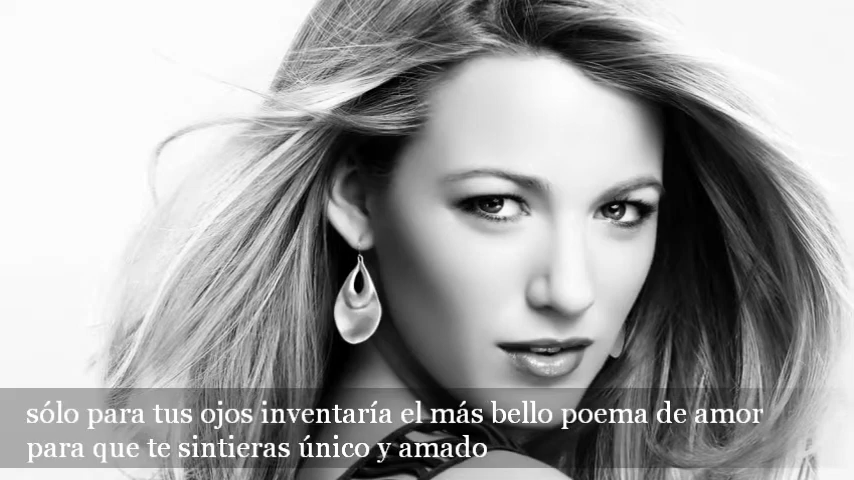 sólo para tus ojos inventaría el más bello poema de amor
para que te sintieras único y amado